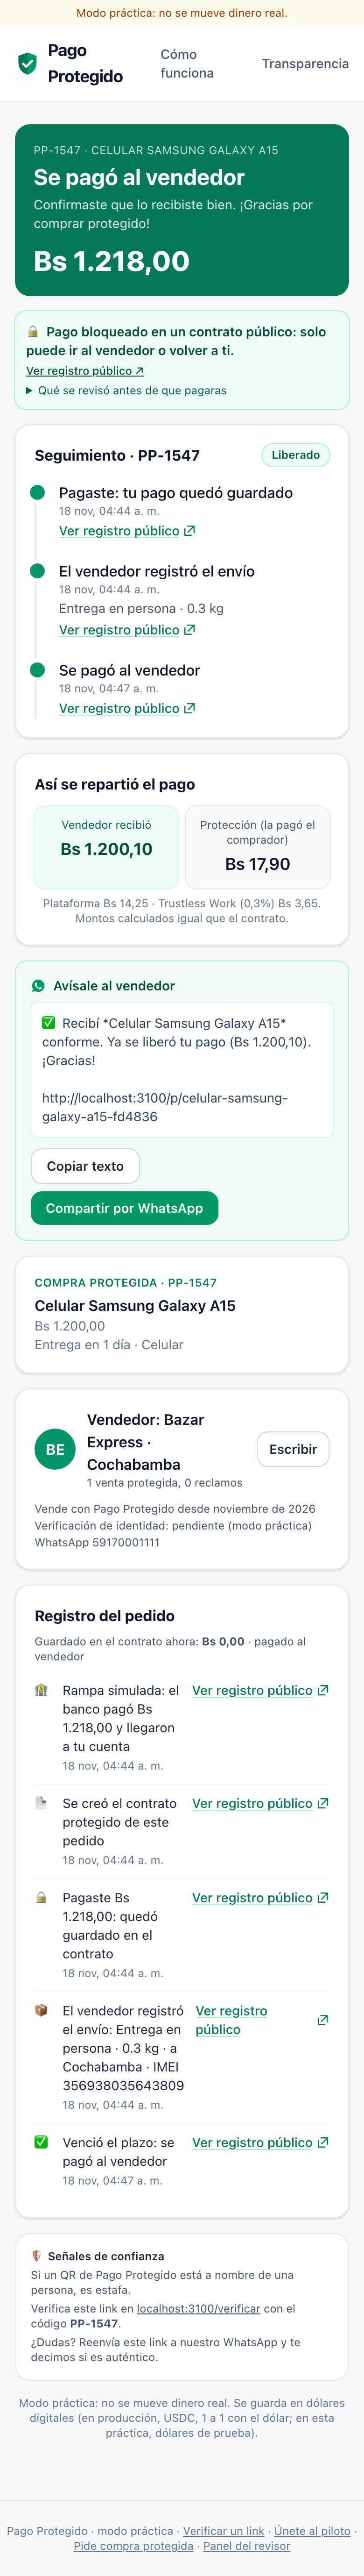 Modo práctica: no se mueve dinero real.
Pago
Protegido
Cómo
funciona
Transparencia
PP-1547 · CELULAR SAMSUNG GALAXY A15
Se pagó al vendedor
Confirmaste que lo recibiste bien. ¡Gracias por
comprar protegido!
Bs 1.218,00
Pago bloqueado en un contrato público: solo
puede ir al vendedor o volver a ti.
Ver registro público ↗
▶ Qué se revisó antes de que pagaras
Seguimiento · PP-1547
Liberado
Pagaste: tu pago quedó guardado
18 nov, 04:44 a. m.
Ver registro público
El vendedor registró el envío
18 nov, 04:44 a. m.
Entrega en persona · 0.3 kg
Ver registro público
Se pagó al vendedor
18 nov, 04:47 a. m.
Ver registro público
Así se repartió el pago
Vendedor recibió
Bs 1.200,10
Protección (la pagó el
comprador)
Bs 17,90
Plataforma Bs 14,25 · Trustless Work (0,3%) Bs 3,65.
Montos calculados igual que el contrato.
Avísale al vendedor
✅ Recibí *Celular Samsung Galaxy A15*
conforme. Ya se liberó tu pago (Bs 1.200,10).
¡Gracias!
http://localhost:3100/p/celular-samsung-
galaxy-a15-fd4836
Copiar texto
Compartir por WhatsApp
COMPRA PROTEGIDA · PP-1547
Celular Samsung Galaxy A15
Bs 1.200,00
Entrega en 1 día · Celular
BE
Vendedor: Bazar
Express ·
Cochabamba
1 venta protegida, 0 reclamos
Escribir
Vende con Pago Protegido desde noviembre de 2026
Verificación de identidad: pendiente (modo práctica)
WhatsApp 59170001111
Registro del pedido
Guardado en el contrato ahora: Bs 0,00 · pagado al
vendedor
Rampa simulada: el
banco pagó Bs
1.218,00 y llegaron
a tu cuenta
18 nov, 04:44 a. m.
Ver registro público
Se creó el contrato
protegido de este
pedido
18 nov, 04:44 a. m.
Ver registro público
Pagaste Bs
1.218,00: quedó
guardado en el
contrato
18 nov, 04:44 a. m.
Ver registro público
El vendedor registró
el envío: Entrega en
persona · 0.3 kg · a
Cochabamba · IMEI
356938035643809
18 nov, 04:44 a. m.
Ver registro
público
Venció el plazo: se
pagó al vendedor
18 nov, 04:47 a. m.
Ver registro público
Señales de confianza
Si un QR de Pago Protegido está a nombre de una
persona, es estafa.
Verifica este link en localhost:3100/verificar con el
código PP-1547.
¿Dudas? Reenvía este link a nuestro WhatsApp y te
decimos si es auténtico.
Modo práctica: no se mueve dinero real. Se guarda en dólares
digitales (en producción, USDC, 1 a 1 con el dólar; en esta
práctica, dólares de prueba).
Pago Protegido · modo práctica · Verificar un link · Únete al piloto ·
Pide compra protegida · Panel del revisor